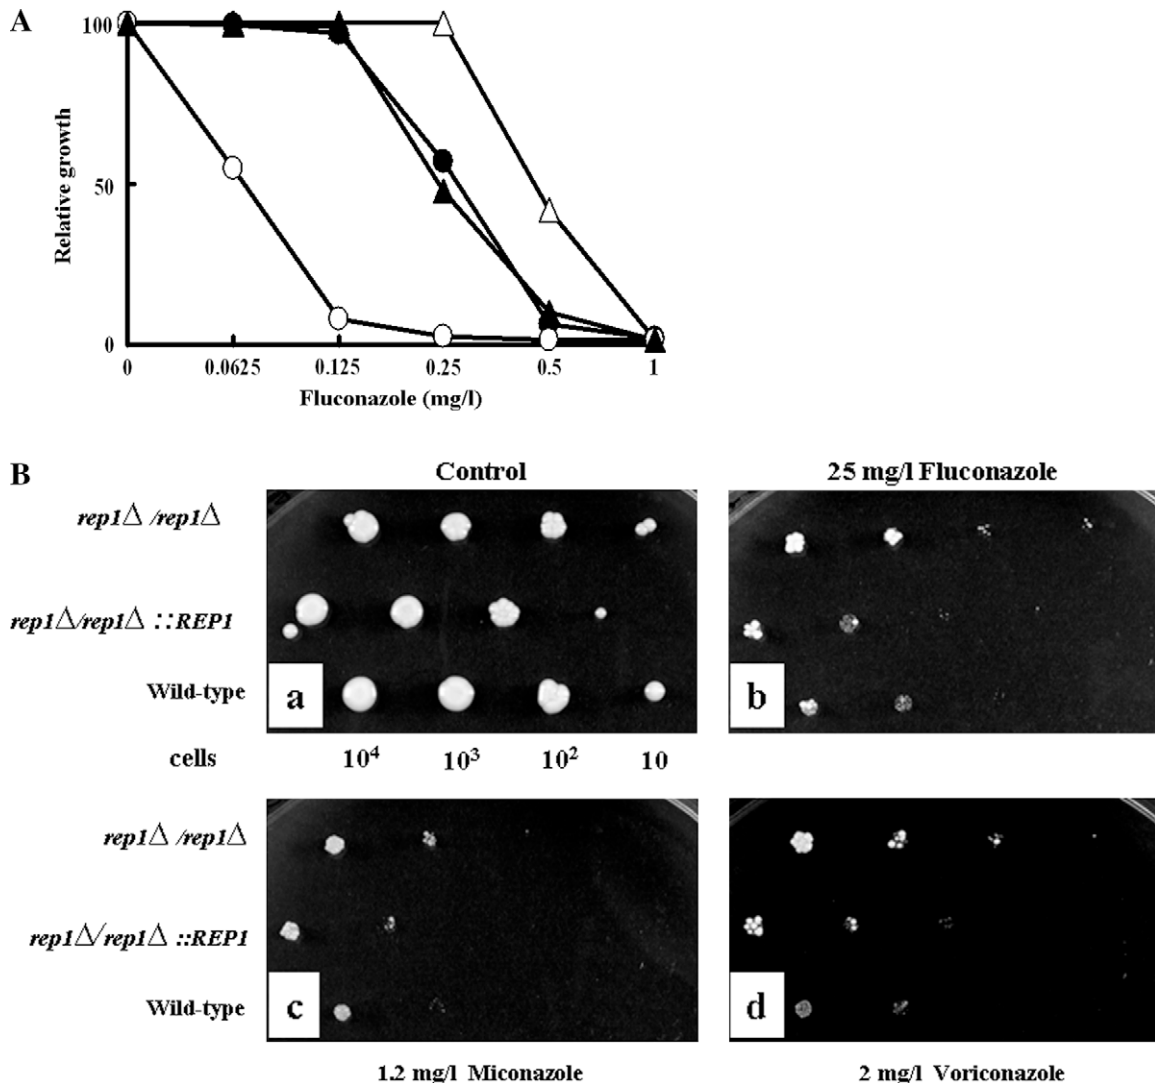 A
100
50
0
Relative growth
0 0.0625 0.125 0.25 0.5 1
Fluconazole (mg/l)
B
Control 25 mg/l Fluconazole
rep1Δ /rep1Δ
rep1Δ/rep1Δ ::REP1
Wild-type
a b
cells 10⁴ 10³ 10² 10
rep1Δ /rep1Δ
rep1Δ/rep1Δ ::REP1
Wild-type
c d
1.2 mg/l Miconazole 2 mg/l Voriconazole